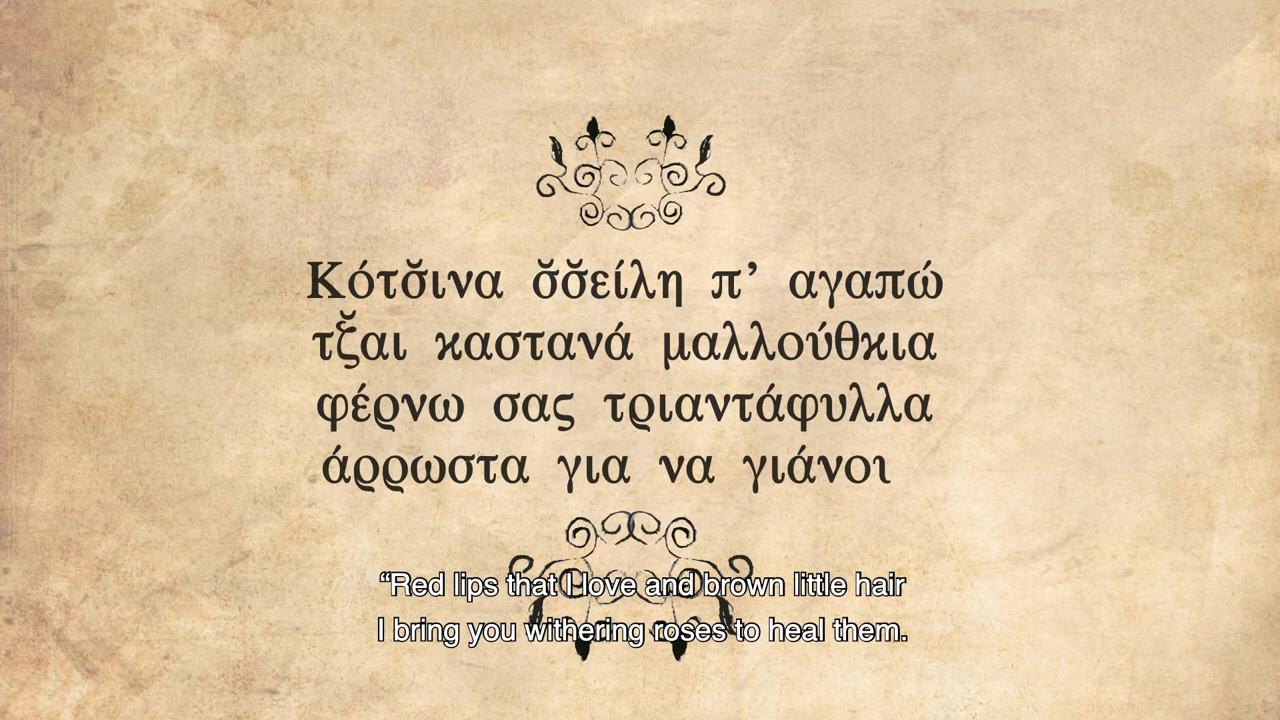 Κότσ̆ινα σ̆σ̆είλη π’ αγαπώ
τζ̆αι καστανά μαλλούθκια
φέρνω σας τριαντάφυλλα
άρρωστα για να γιάνοι
“Red lips that I love and brown little hair
I bring you withering roses to heal them.